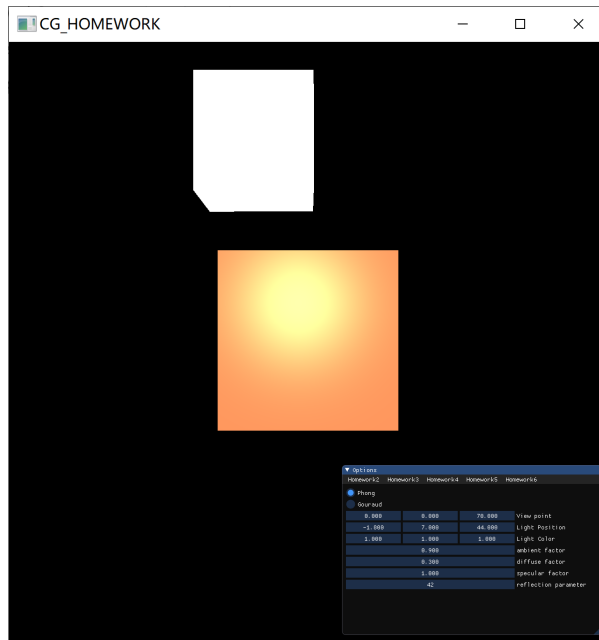 CG_HOMEWORK
Options
Homework2 Homework3 Homework4 Homework5 Homework6
Phong
Gouraud
0.000 0.000 70.000 View point
-1.000 7.000 44.000 Light Position
1.000 1.000 1.000 Light Color
0.900 ambient factor
0.300 diffuse factor
1.000 specular factor
42 reflection parameter